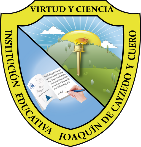 VIRTUD Y CIENCIA
INSTITUCIÓN EDUCATIVA JOAQUÍN DE CAYZEDO Y CUERO